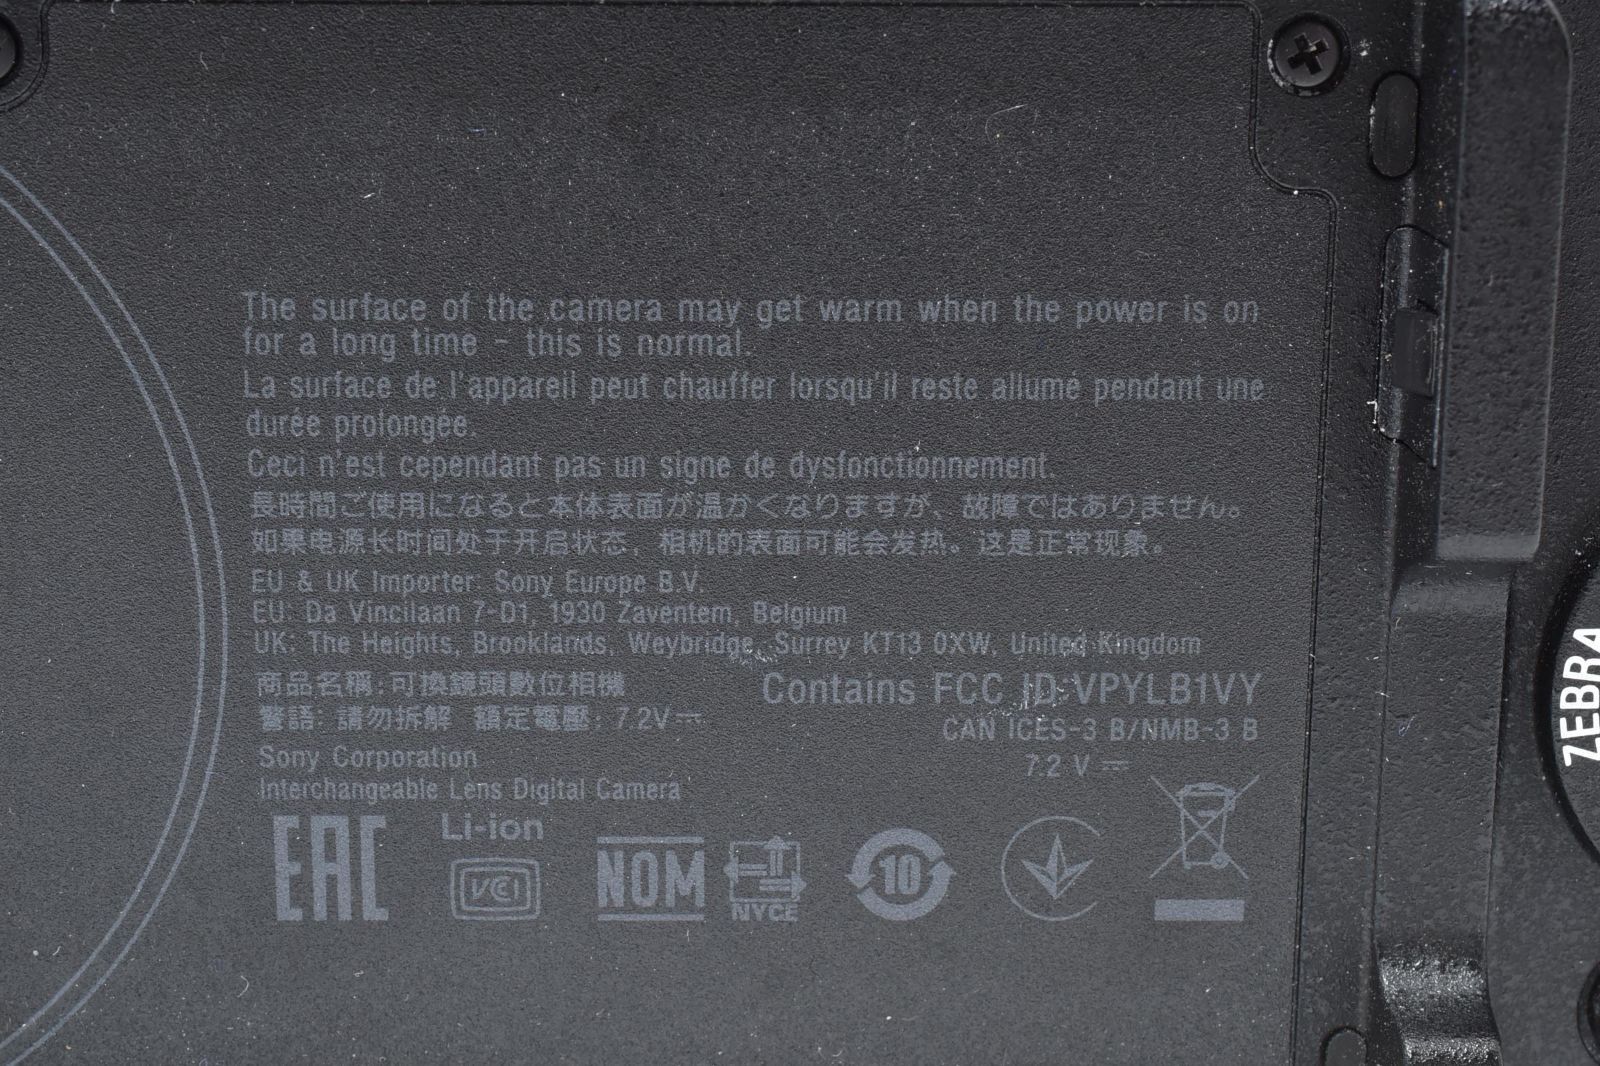 The surface of the camera may get warm when the power is on
for a long time - this is normal.
La surface de l'appareil peut chauffer lorsqu'il reste allumé pendant une
durée prolongée.
Ceci n'est cependant pas un signe de dysfonctionnement.
長時間ご使用になると本体表面が温かくなりますが、故障ではありません。
如果电源长时间处于开启状态，相机的表面可能会发热。这是正常现象。
EU & UK Importer: Sony Europe B.V.
EU: Da Vincilaan 7-D1, 1930 Zaventem, Belgium
UK: The Heights, Brooklands, Weybridge, Surrey KT13 0XW, United Kingdom
商品名稱:可換鏡頭數位相機
警語: 請勿拆解 額定電壓: 7.2V⎓
Contains FCC ID:VPYLB1VY
CAN ICES-3 B/NMB-3 B
7.2 V ⎓
Sony Corporation
Interchangeable Lens Digital Camera
EAC
Li-ion
VCI
NOM
NYCE
10
ZEBRA